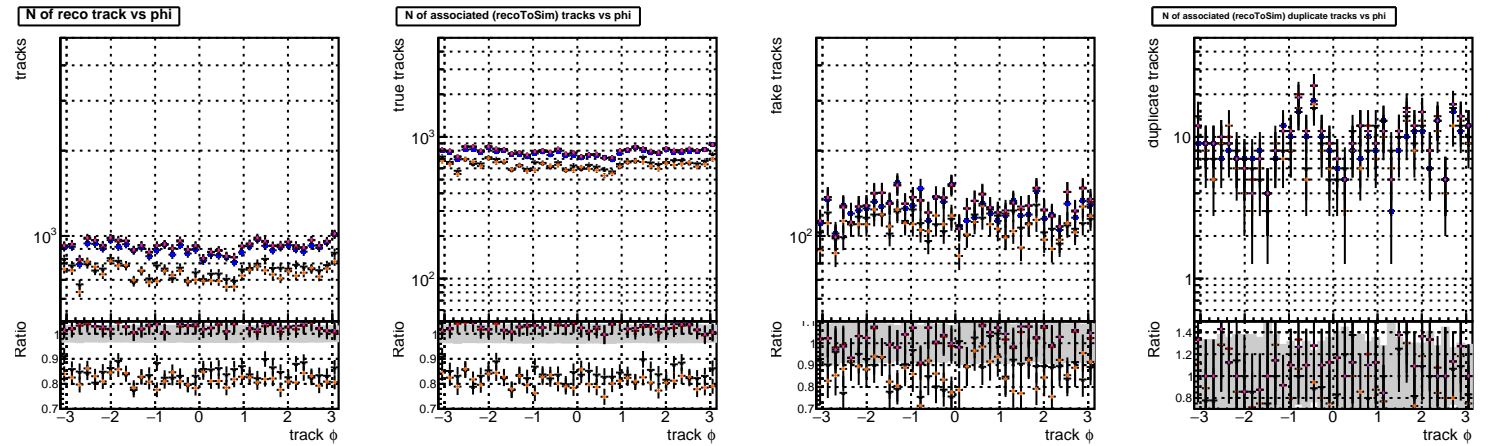 N of reco track vs phi
tracks
10³
Ratio
1
0.9
0.8
0.7
−3 −2 −1 0 1 2 3
track ϕ
N of associated (recoToSim) tracks vs phi
true tracks
10³
10²
Ratio
1
0.9
0.8
0.7
−3 −2 −1 0 1 2 3
track ϕ
fake tracks
10²
Ratio
1.1
1
0.9
0.8
0.7
−3 −2 −1 0 1 2 3
track ϕ
N of associated (recoToSim) duplicate tracks vs phi
duplicate tracks
10
1
Ratio
1.4
1.2
1
0.8
−3 −2 −1 0 1 2 3
track ϕ